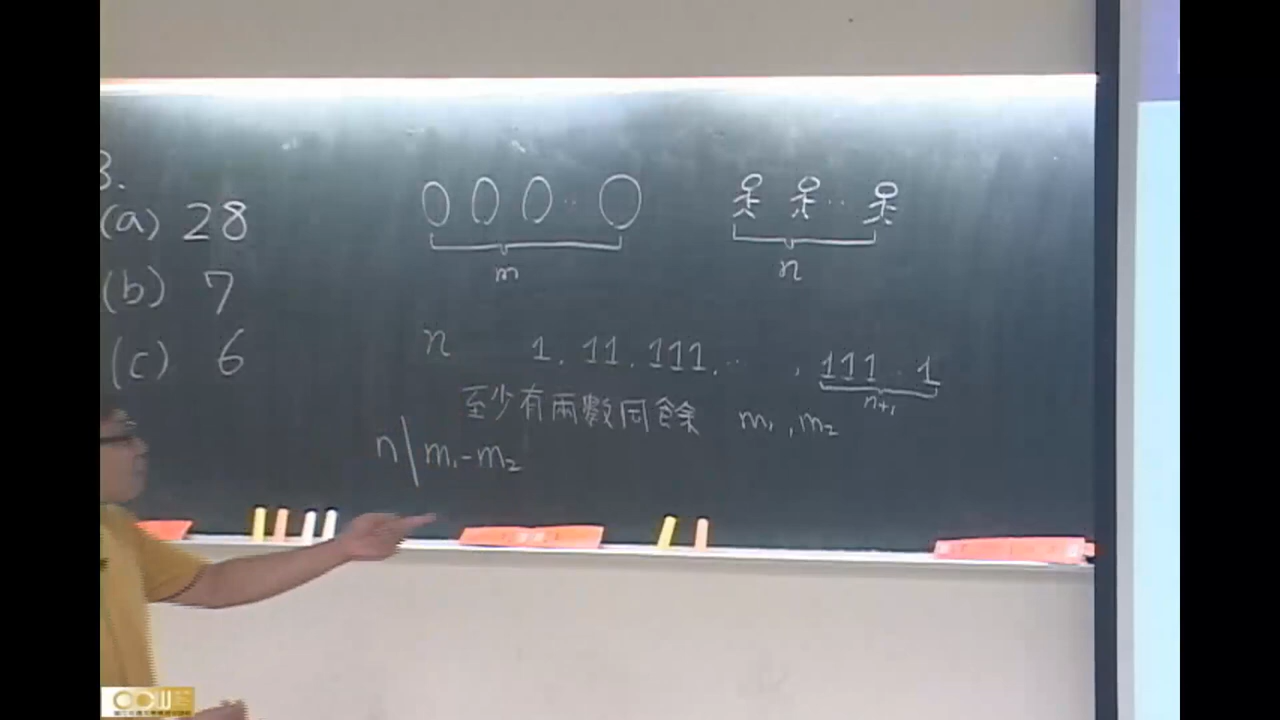 3.
(a) 28
(b) 7
(c) 6
m
n
n 1, 11, 111, ... , 111...1
n+1
至少有兩數同餘 m₁, m₂
n | m₁-m₂
OCW